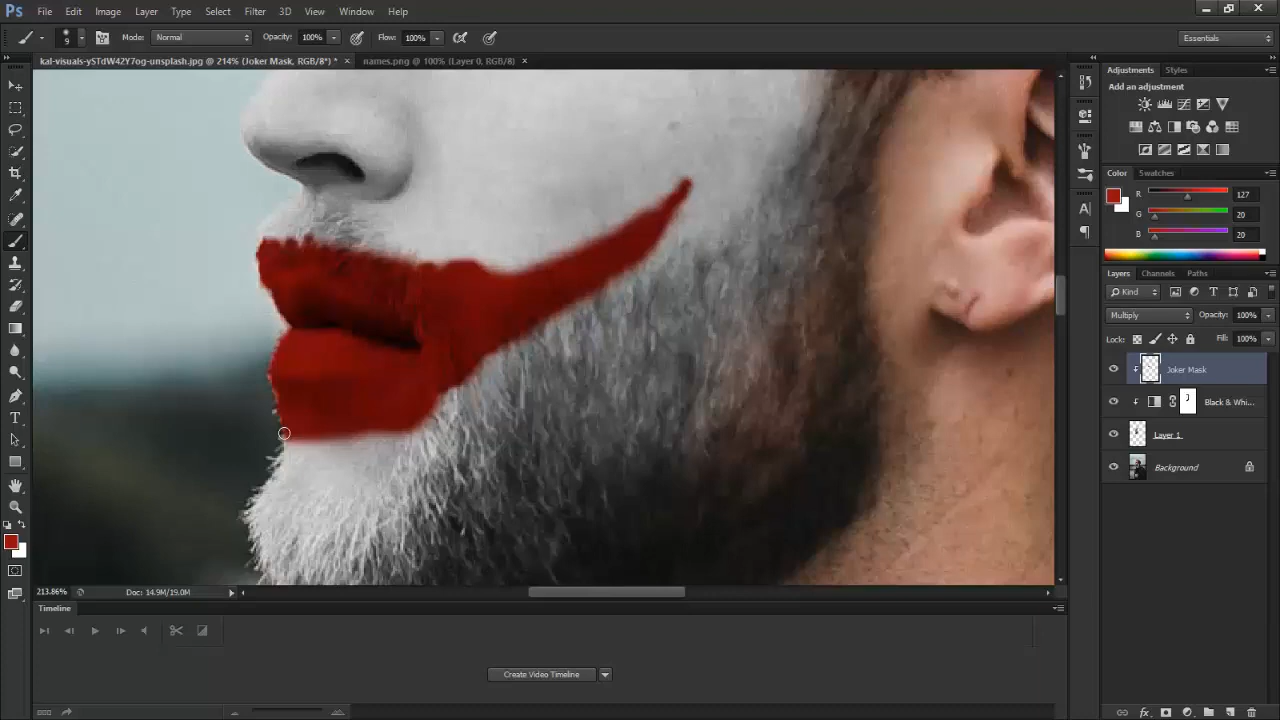 Ps File Edit Image Layer Type Select Filter 3D View Window Help
9 Mode: Normal Opacity: 100% Flow: 100% Essentials
kal-visuals-ySTdW42Y7og-unsplash.jpg @ 214% (Joker Mask, RGB/8*) * × names.png @ 100% (Layer 0, RGB/8) ×
Adjustments Styles
Add an adjustment
Color Swatches
R 127
G 20
B 20
Layers Channels Paths
Kind
Multiply Opacity: 100%
Lock: Fill: 100%
Joker Mask
Black & Whi...
Layer 1
Background
213.86% Doc: 14.9M/19.0M
Timeline
Create Video Timeline
fx